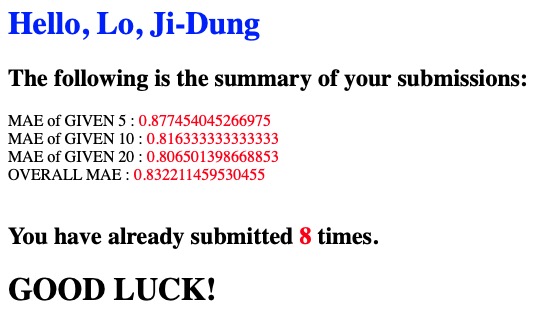 Hello, Lo, Ji-Dung
The following is the summary of your submissions:
MAE of GIVEN 5 : 0.877454045266975
MAE of GIVEN 10 : 0.816333333333333
MAE of GIVEN 20 : 0.806501398668853
OVERALL MAE : 0.832211459530455
You have already submitted 8 times.
GOOD LUCK!